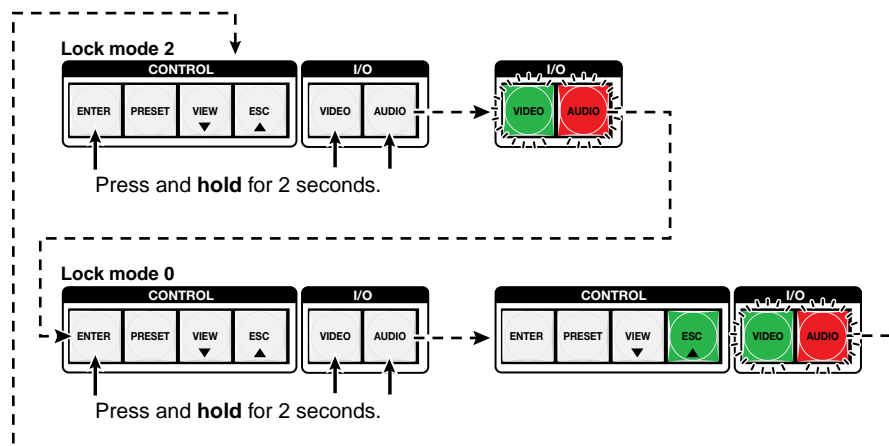 Lock mode 2
CONTROL I/O I/O
ENTER PRESET VIEW ESC VIDEO AUDIO VIDEO AUDIO
Press and hold for 2 seconds.
Lock mode 0
CONTROL I/O CONTROL I/O
ENTER PRESET VIEW ESC VIDEO AUDIO ENTER PRESET VIEW ESC VIDEO AUDIO
Press and hold for 2 seconds.